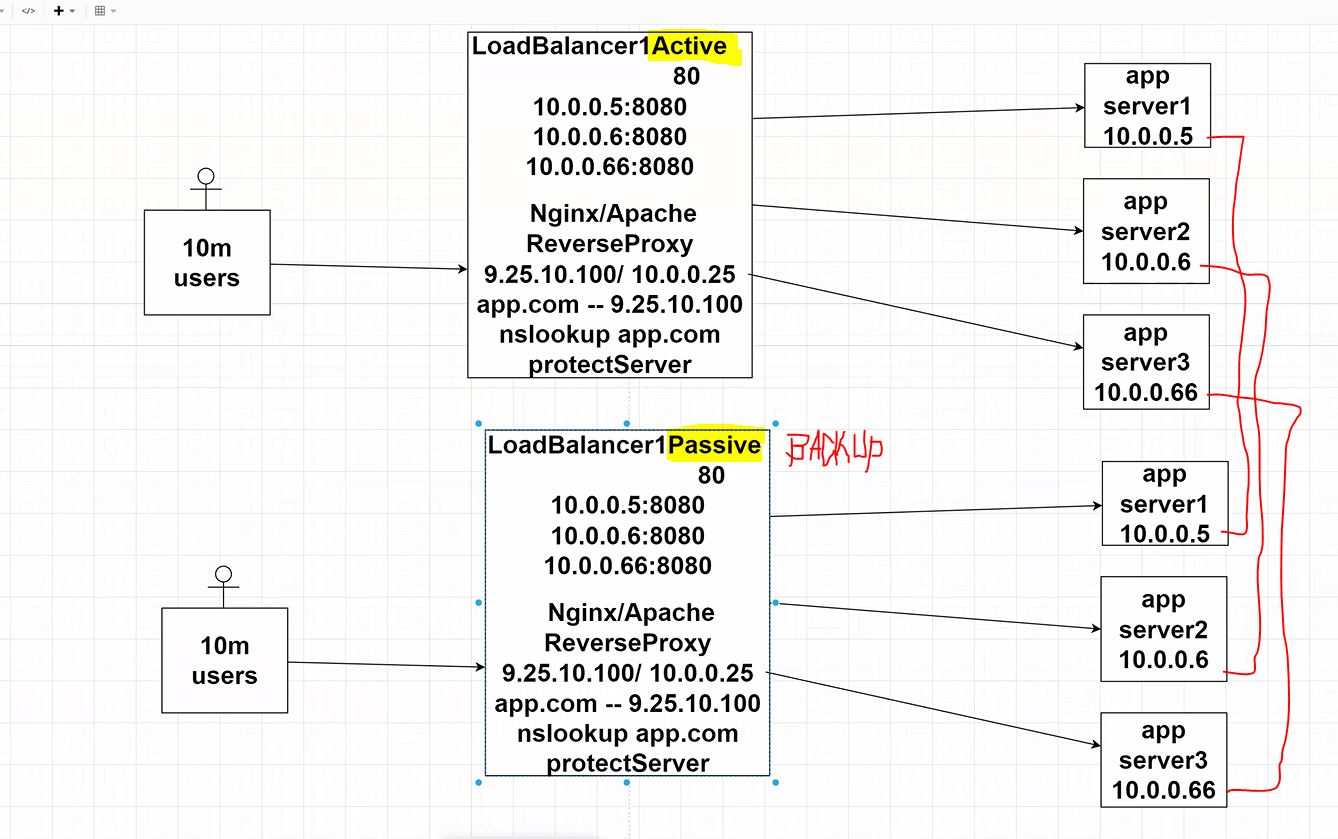 </>
LoadBalancer1Active
80
10.0.0.5:8080
10.0.0.6:8080
10.0.0.66:8080
Nginx/Apache
ReverseProxy
9.25.10.100/ 10.0.0.25
app.com -- 9.25.10.100
nslookup app.com
protectServer
10m
users
app
server1
10.0.0.5
app
server2
10.0.0.6
app
server3
10.0.0.66
LoadBalancer1Passive
80
10.0.0.5:8080
10.0.0.6:8080
10.0.0.66:8080
Nginx/Apache
ReverseProxy
9.25.10.100/ 10.0.0.25
app.com -- 9.25.10.100
nslookup app.com
protectServer
BACKUp
10m
users
app
server1
10.0.0.5
app
server2
10.0.0.6
app
server3
10.0.0.66